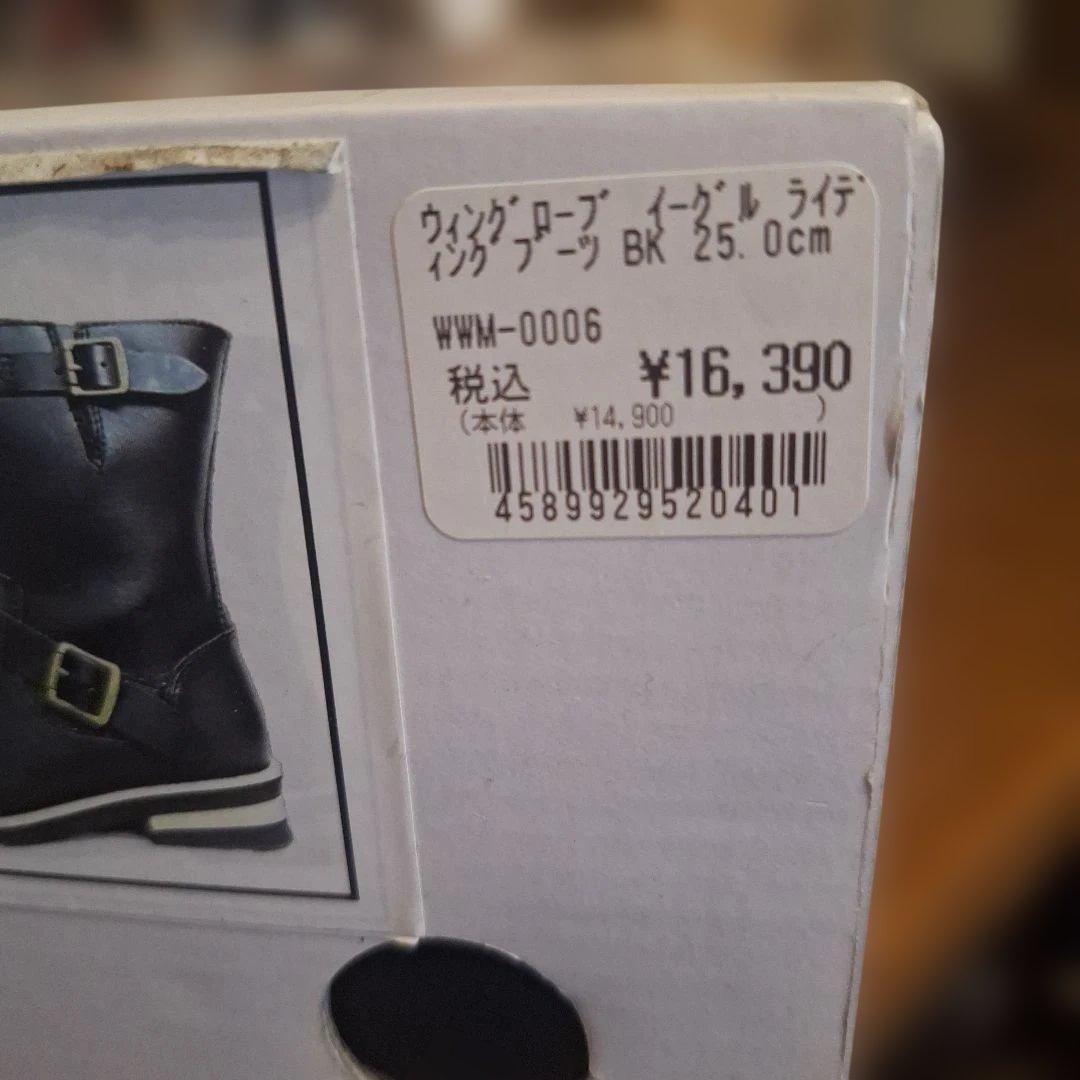 ウィングローブ イーグル ライデ
ィング ブーツ BK 25.0cm
WWM-0006
税込 ¥16,390
(本体 ¥14,900 )
4589929520401